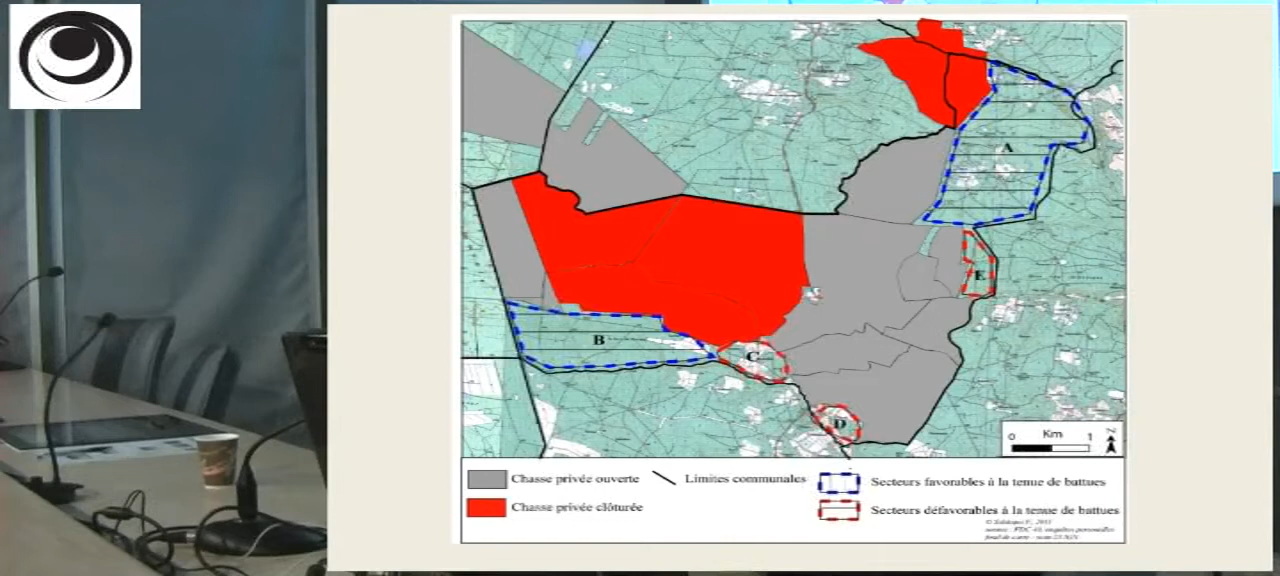 A
B
C
D
E
0 Km 1
N
Chasse privée ouverte
Limites communales
Secteurs favorables à la tenue de battues
Chasse privée clôturée
Secteurs défavorables à la tenue de battues